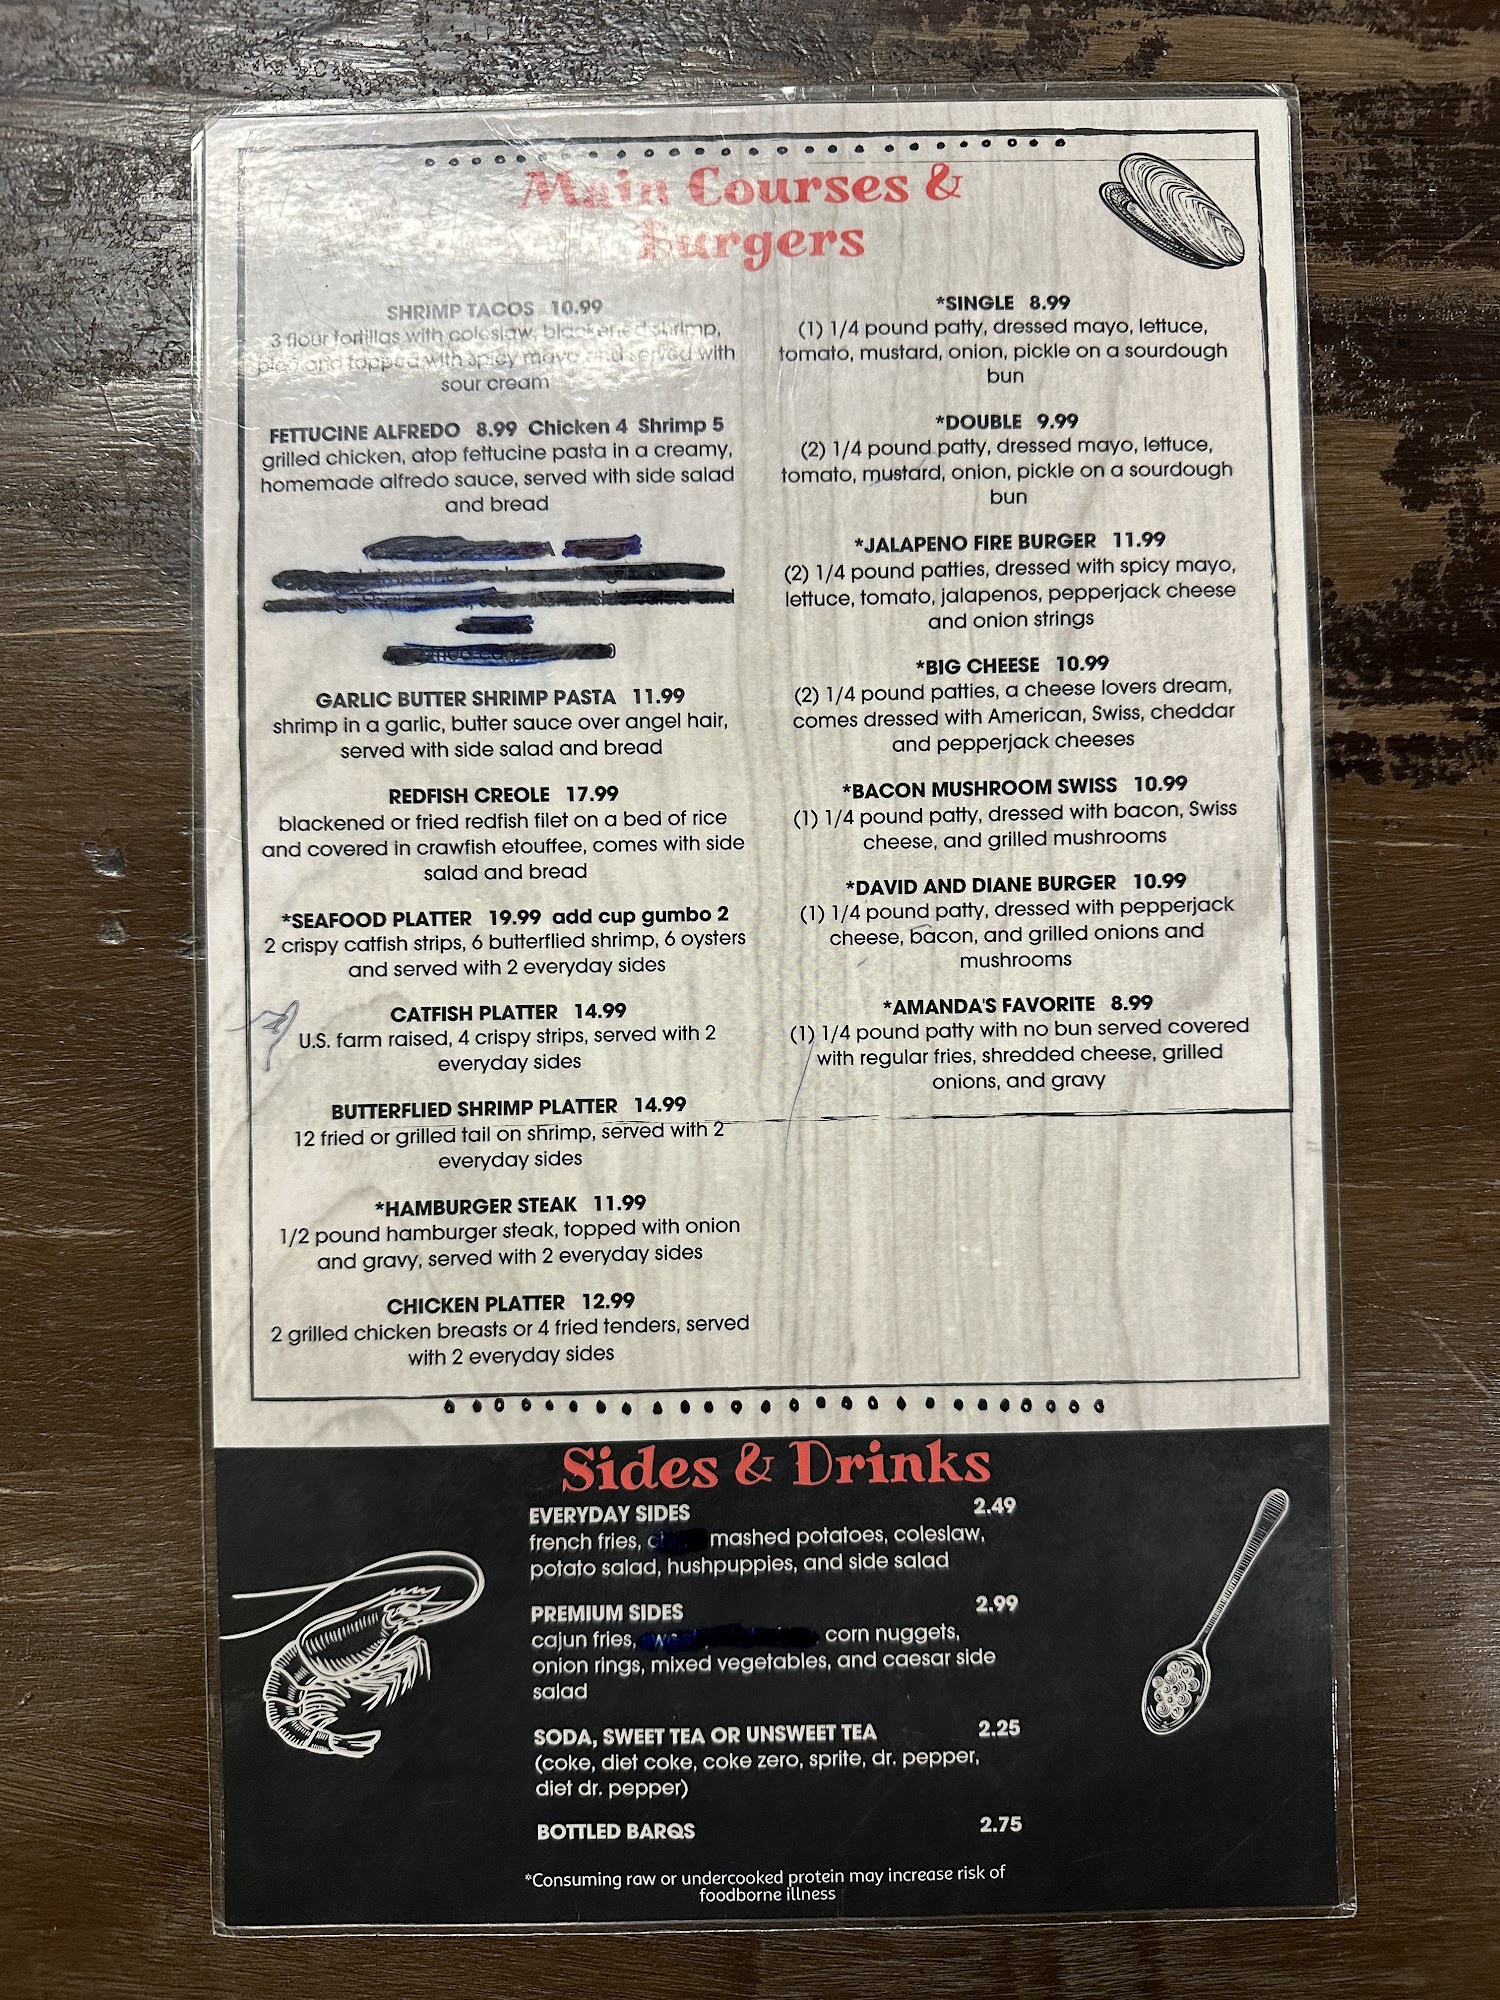 Main Courses &
Burgers
SHRIMP TACOS 10.99
3 flour tortillas with coleslaw, blackened shrimp,
pico and topped with spicy mayo and served with
sour cream
FETTUCINE ALFREDO 8.99 Chicken 4 Shrimp 5
grilled chicken, atop fettucine pasta in a creamy,
homemade alfredo sauce, served with side salad
and bread
GARLIC BUTTER SHRIMP PASTA 11.99
shrimp in a garlic, butter sauce over angel hair,
served with side salad and bread
REDFISH CREOLE 17.99
blackened or fried redfish filet on a bed of rice
and covered in crawfish etouffee, comes with side
salad and bread
*SEAFOOD PLATTER 19.99 add cup gumbo 2
2 crispy catfish strips, 6 butterflied shrimp, 6 oysters
and served with 2 everyday sides
CATFISH PLATTER 14.99
U.S. farm raised, 4 crispy strips, served with 2
everyday sides
BUTTERFLIED SHRIMP PLATTER 14.99
12 fried or grilled tail on shrimp, served with 2
everyday sides
*HAMBURGER STEAK 11.99
1/2 pound hamburger steak, topped with onion
and gravy, served with 2 everyday sides
CHICKEN PLATTER 12.99
2 grilled chicken breasts or 4 fried tenders, served
with 2 everyday sides
*SINGLE 8.99
(1) 1/4 pound patty, dressed mayo, lettuce,
tomato, mustard, onion, pickle on a sourdough
bun
*DOUBLE 9.99
(2) 1/4 pound patty, dressed mayo, lettuce,
tomato, mustard, onion, pickle on a sourdough
bun
*JALAPENO FIRE BURGER 11.99
(2) 1/4 pound patties, dressed with spicy mayo,
lettuce, tomato, jalapenos, pepperjack cheese
and onion strings
*BIG CHEESE 10.99
(2) 1/4 pound patties, a cheese lovers dream,
comes dressed with American, Swiss, cheddar
and pepperjack cheeses
*BACON MUSHROOM SWISS 10.99
(1) 1/4 pound patty, dressed with bacon, Swiss
cheese, and grilled mushrooms
*DAVID AND DIANE BURGER 10.99
(1) 1/4 pound patty, dressed with pepperjack
cheese, bacon, and grilled onions and
mushrooms
*AMANDA'S FAVORITE 8.99
(1) 1/4 pound patty with no bun served covered
with regular fries, shredded cheese, grilled
onions, and gravy
Sides & Drinks
EVERYDAY SIDES 2.49
french fries, mashed potatoes, coleslaw,
potato salad, hushpuppies, and side salad
PREMIUM SIDES 2.99
cajun fries, corn nuggets,
onion rings, mixed vegetables, and caesar side
salad
SODA, SWEET TEA OR UNSWEET TEA 2.25
(coke, diet coke, coke zero, sprite, dr. pepper,
diet dr. pepper)
BOTTLED BARQS 2.75
*Consuming raw or undercooked protein may increase risk of
foodborne illness